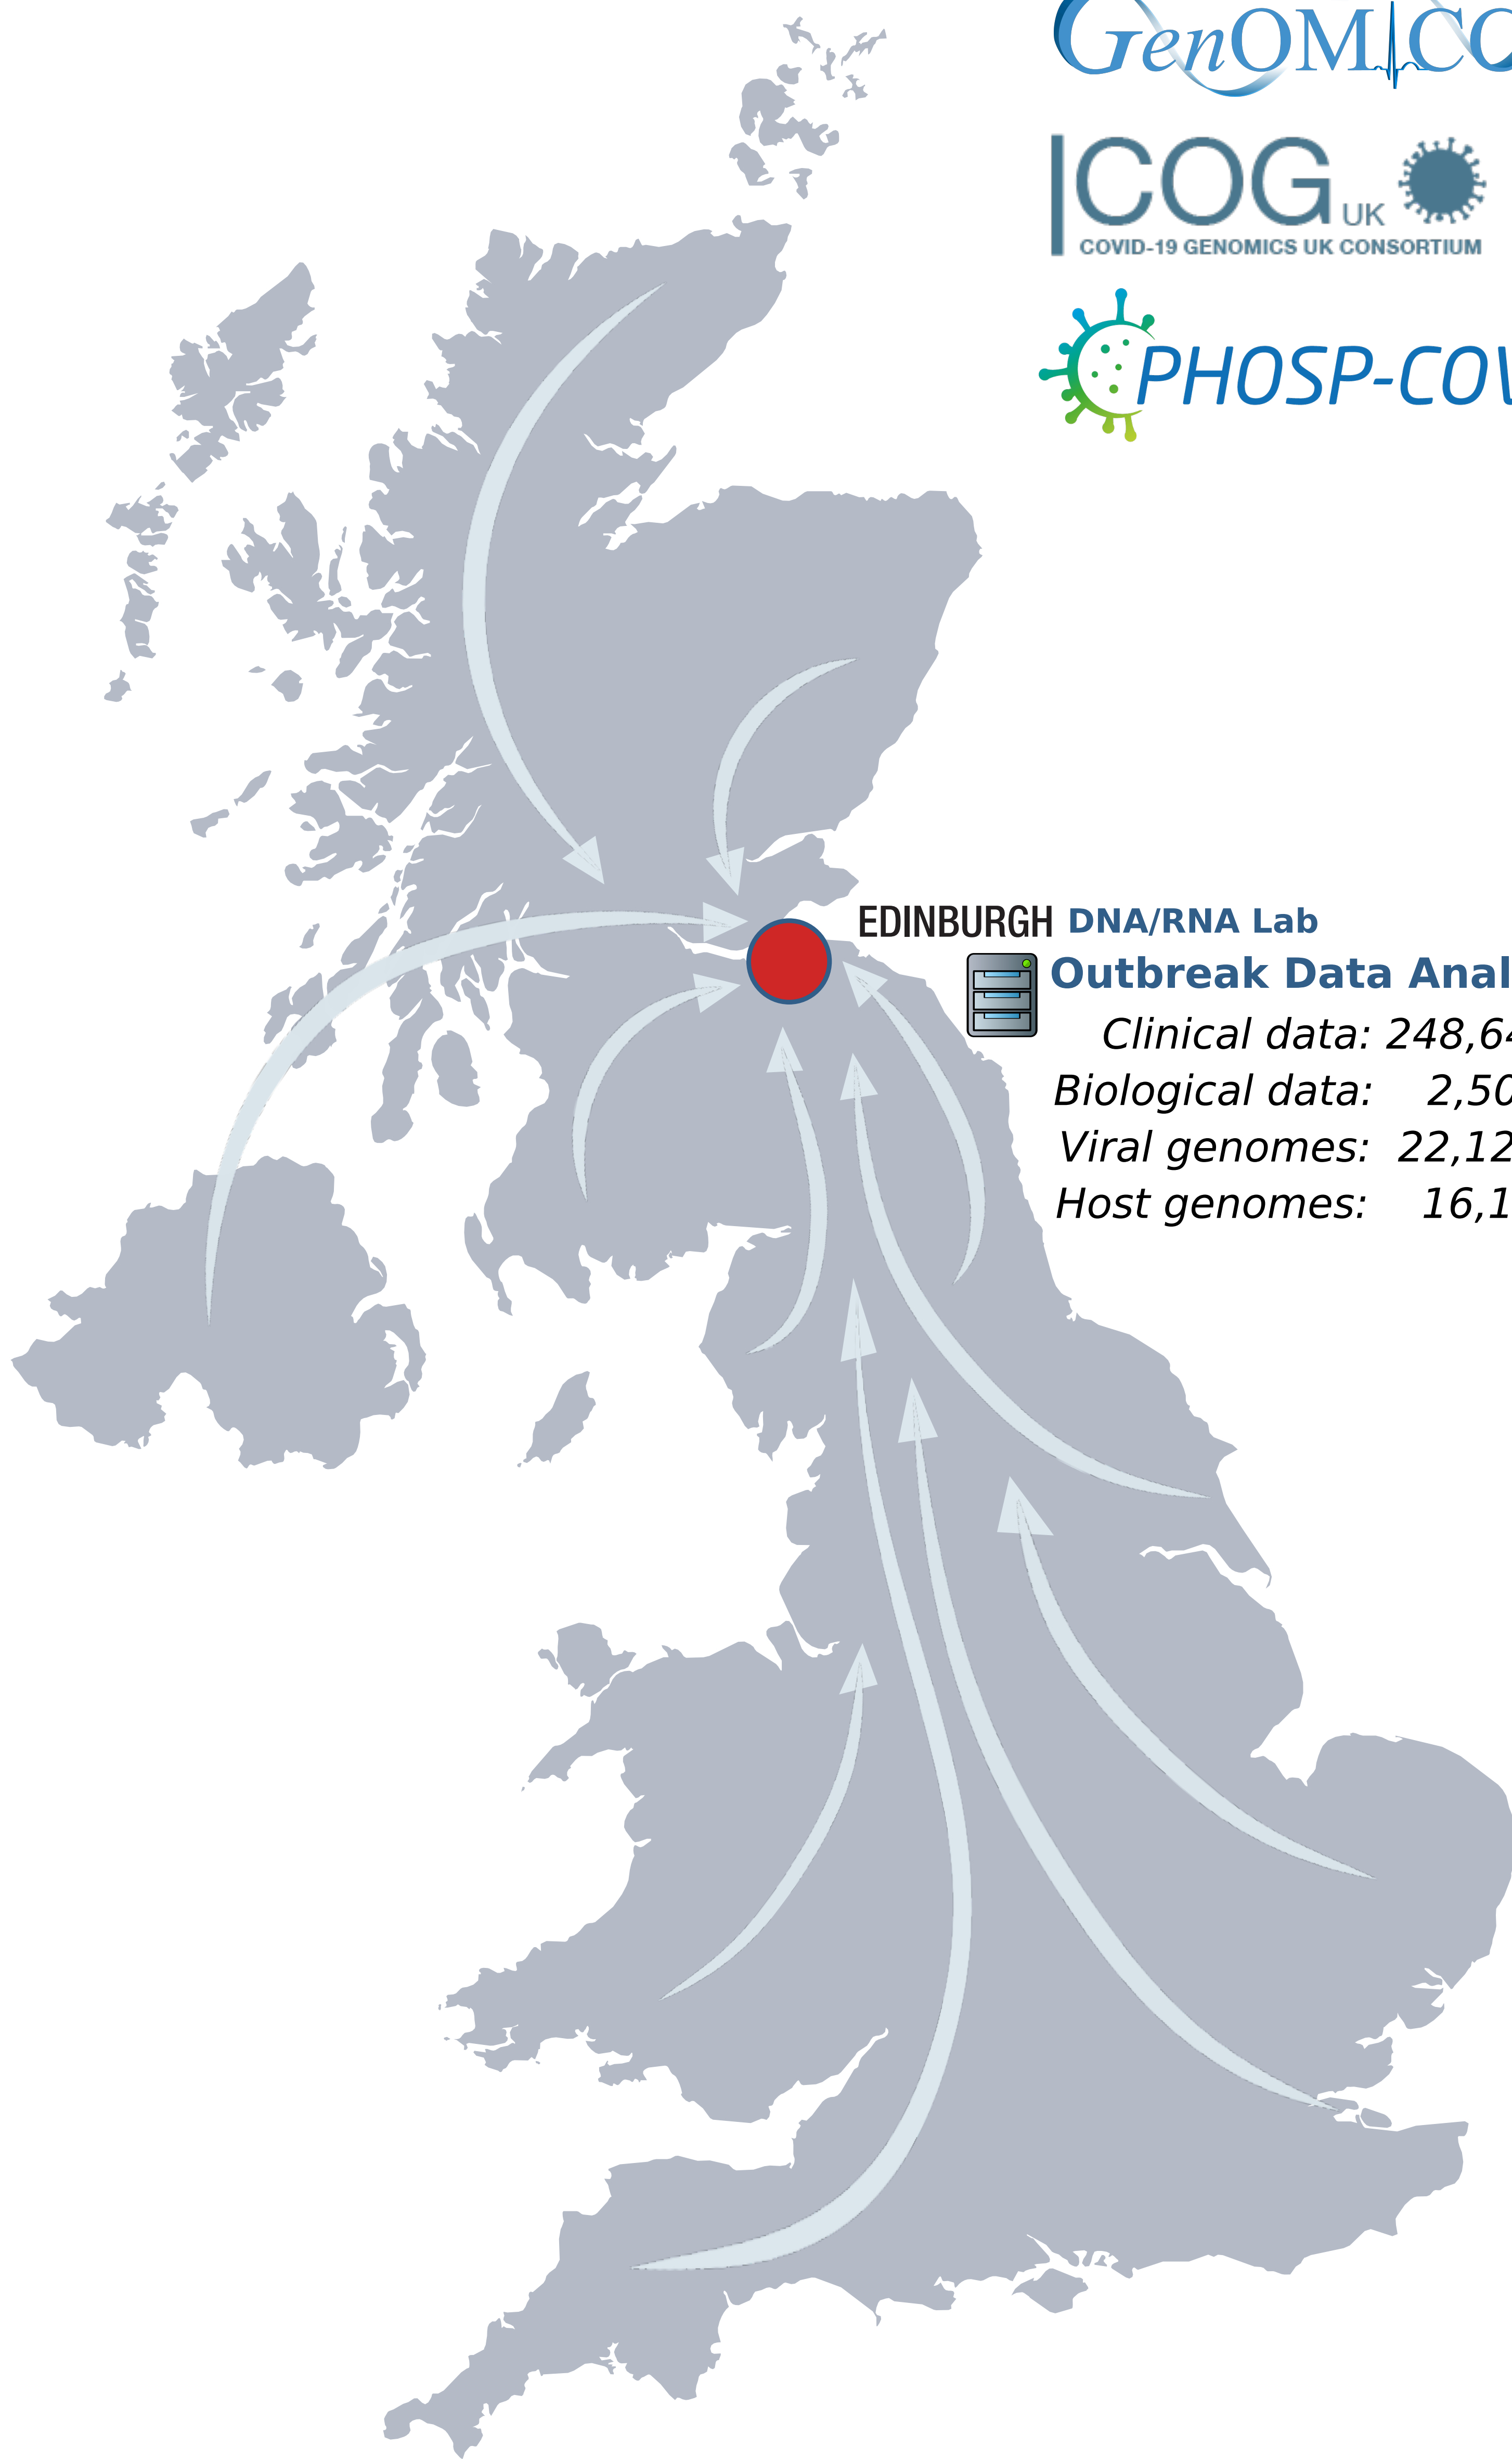 GenOMICC
COG UK
COVID-19 GENOMICS UK CONSORTIUM
PHOSP-COV
EDINBURGH DNA/RNA Lab
Outbreak Data Anal
Clinical data: 248,64
Biological data: 2,50
Viral genomes: 22,12
Host genomes: 16,1